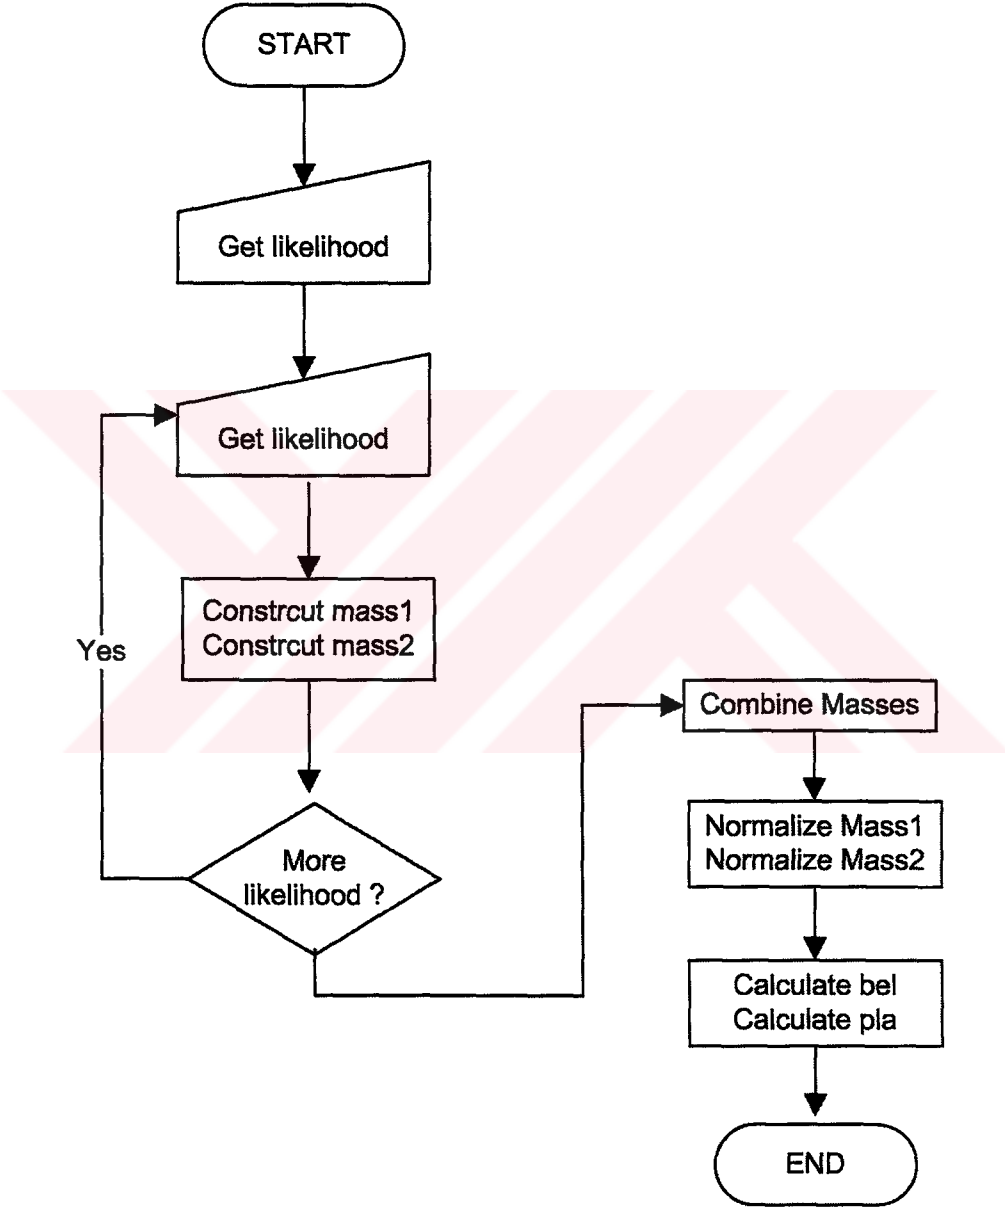 START
Get likelihood
Get likelihood
Constrcut mass1
Constrcut mass2
Yes
More
likelihood ?
Combine Masses
Normalize Mass1
Normalize Mass2
Calculate bel
Calculate pla
END